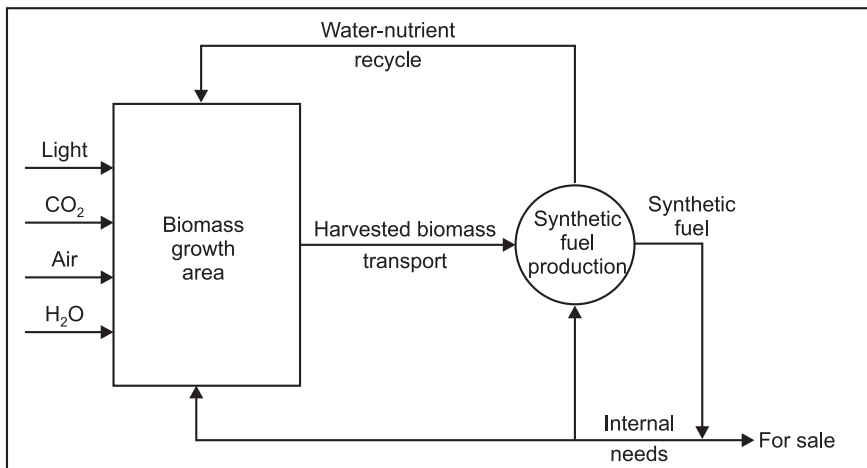 Water-nutrient
recycle
Light
CO₂
Air
H₂O
Biomass
growth
area
Harvested biomass
transport
Synthetic
fuel
production
Synthetic
fuel
Internal
needs
For sale